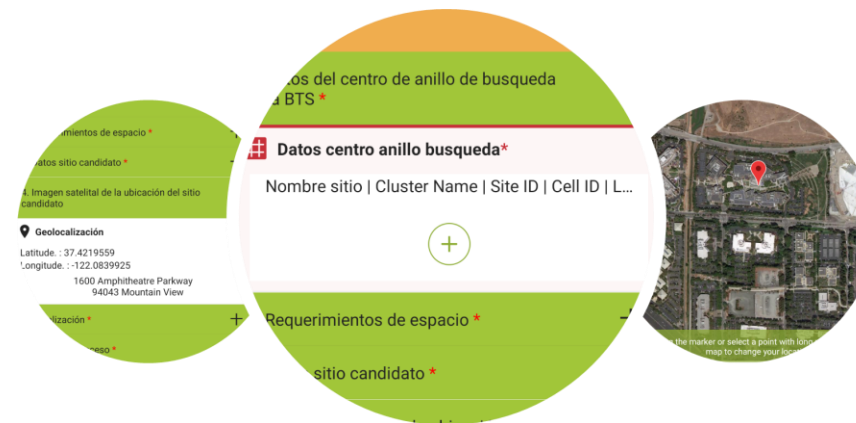 de espacio *
sitio candidato *
4. Imagen satelital de la ubicación del sitio
candidato
Geolocalización
Latitude. : 37.4219559
Longitude. : -122.0839925
1600 Amphitheatre Parkway
94043 Mountain View
*
+
*
del centro de anillo de busqueda
BTS *
Datos centro anillo busqueda*
Nombre sitio | Cluster Name | Site ID | Cell ID | L...
+
Requerimientos de espacio *
sitio candidato *
the marker or select a point with long
map to change your